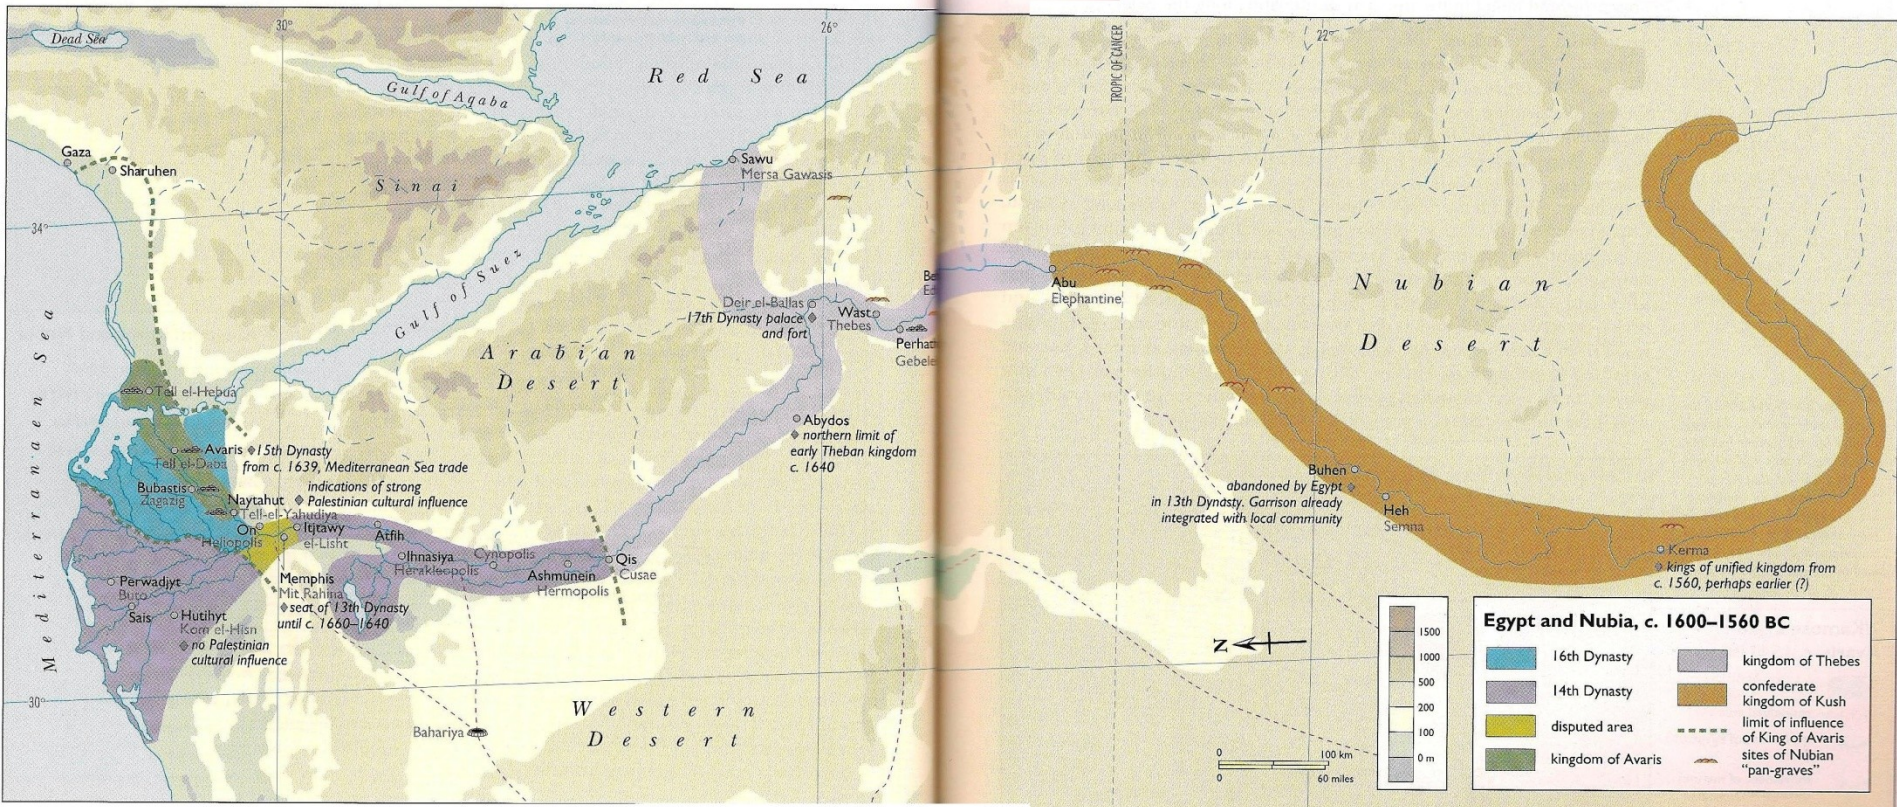 30°
26°
22°
Dead Sea
Gulf of Aqaba
Red Sea
TROPIC OF CANCER
Gaza
Sharuhen
Sinai
Sawu
Mersa Gawasis
34°
Gulf of Suez
Mediterranaen Sea
Arabian
Desert
Deir el-Ballas
17th Dynasty palace
and fort
Wast
Thebes
Perhat
Gebele
Be
Ed
Abu
Elephantine
Nubian
Desert
Tell el-Hebua
Avaris
Tell el-Daba
15th Dynasty
from c. 1639, Mediterranean Sea trade
indications of strong
Palestinian cultural influence
Abydos
northern limit of
early Theban kingdom
c. 1640
Bubastis
Zagazig
Naytahut
Tell-el-Yahudiya
On
Heliopolis
Itjtawy
el-Lisht
Atfih
Ihnasiya
Herakleopolis
Cynopolis
Ashmunein
Hermopolis
Qis
Cusae
Memphis
Mit Rahina
seat of 13th Dynasty
until c. 1660–1640
Perwadjyt
Buto
Sais
Hutihyt
Kom el-Hisn
no Palestinian
cultural influence
30°
Bahariya
Western
Desert
Buhen
abandoned by Egypt
in 13th Dynasty. Garrison already
integrated with local community
Heh
Semna
Kerma
kings of unified kingdom from
c. 1560, perhaps earlier (?)
N
0 100 km
0 60 miles
1500
1000
500
200
100
0 m
Egypt and Nubia, c. 1600–1560 BC
16th Dynasty
14th Dynasty
disputed area
kingdom of Avaris
kingdom of Thebes
confederate
kingdom of Kush
limit of influence
of King of Avaris
sites of Nubian
"pan-graves"